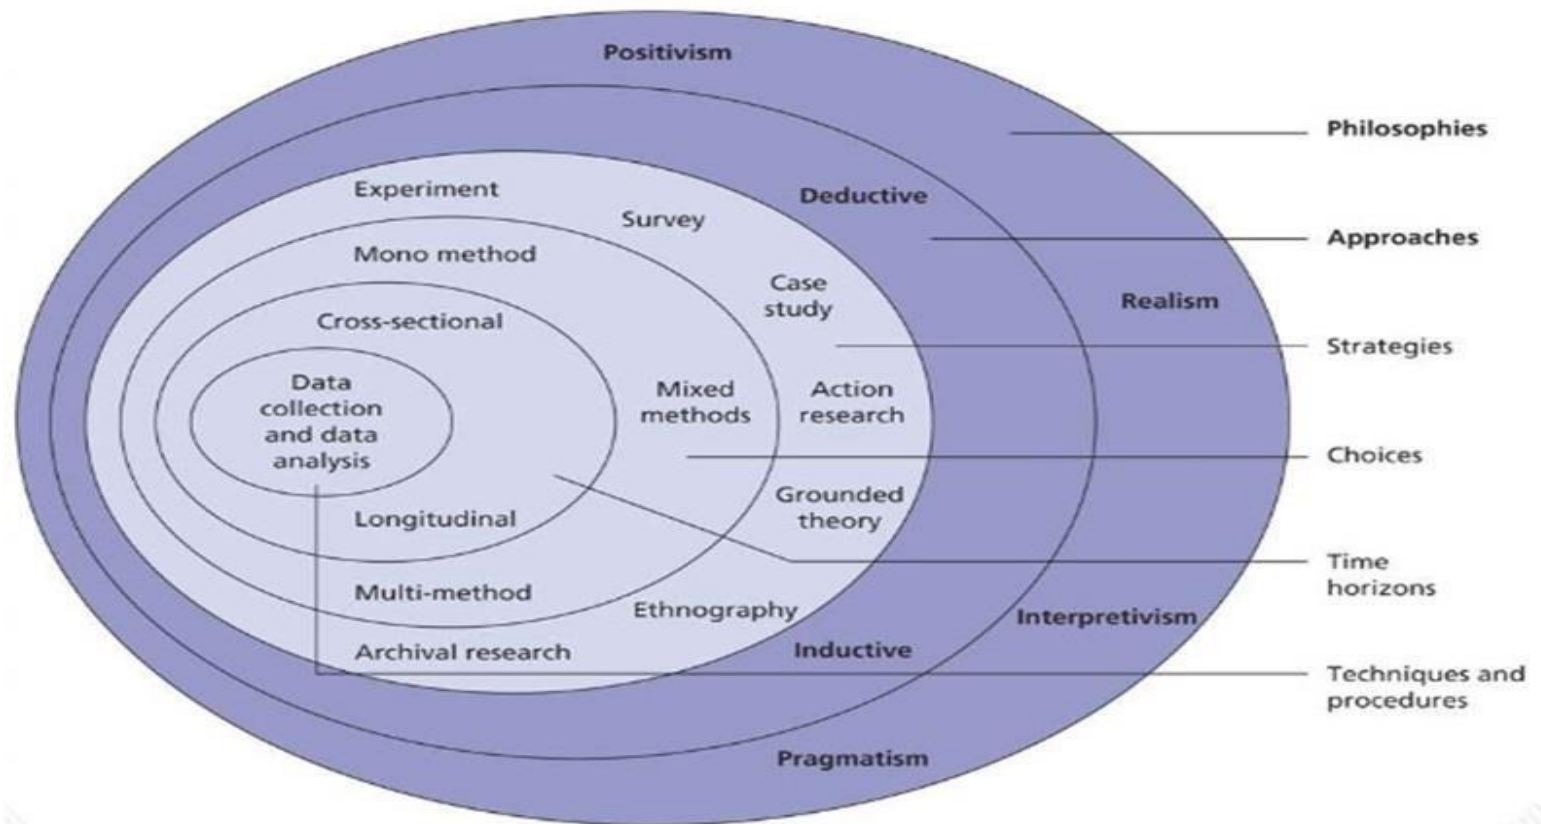 Positivism
Philosophies
Experiment
Deductive
Survey
Approaches
Mono method
Case
study
Realism
Cross-sectional
Strategies
Data
collection
and data
analysis
Mixed
methods
Action
research
Choices
Grounded
theory
Longitudinal
Time
horizons
Multi-method
Ethnography
Interpretivism
Archival research
Inductive
Techniques and
procedures
Pragmatism